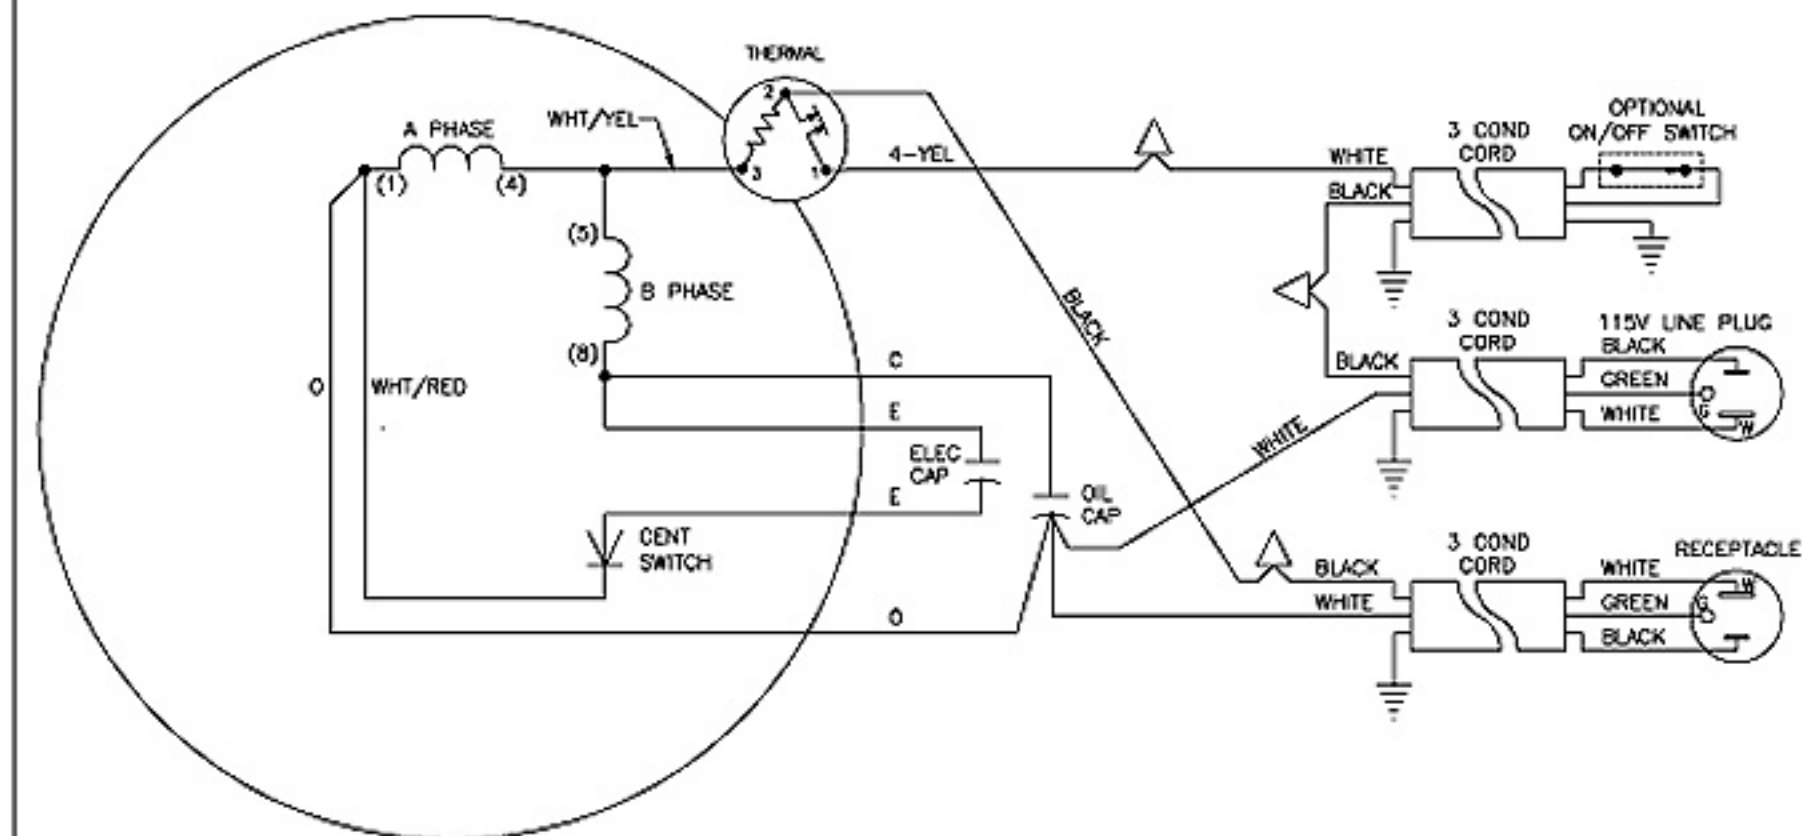 THERMAL
2
3
1
A PHASE
(1)
(4)
WHT/YEL
4-YEL
(5)
B PHASE
(8)
O
WHT/RED
C
E
ELEC
CAP
E
OIL
CAP
CENT
SWITCH
O
BLACK
WHITE
WHITE
BLACK
3 COND
CORD
OPTIONAL
ON/OFF SWITCH
BLACK
3 COND
CORD
115V LINE PLUG
BLACK
GREEN
WHITE
G
W
BLACK
WHITE
3 COND
CORD
RECEPTACLE
WHITE
GREEN
BLACK
W
G